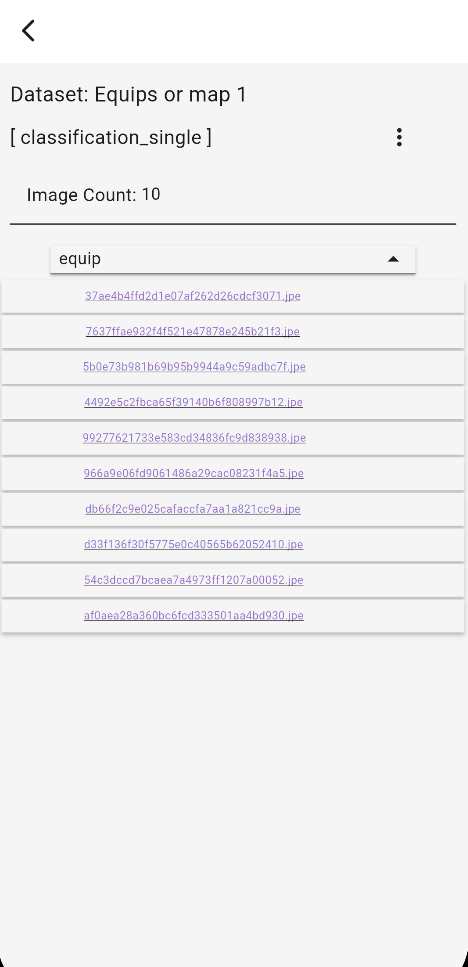 Dataset: Equips or map 1
[ classification_single ]
Image Count: 10
equip
37ae4b4ffd2d1e07af262d26cdcf3071.jpe
7637ffae932f4f521e47878e245b21f3.jpe
5b0e73b981b69b95b9944a9c59adbc7f.jpe
4492e5c2fbca65f39140b6f808997b12.jpe
99277621733e583cd34836fc9d838938.jpe
966a9e06fd9061486a29cac08231f4a5.jpe
db66f2c9e025cafaccfa7aa1a821cc9a.jpe
d33f136f30f5775e0c40565b62052410.jpe
54c3dccd7bcaea7a4973ff1207a00052.jpe
af0aea28a360bc6fcd333501aa4bd930.jpe